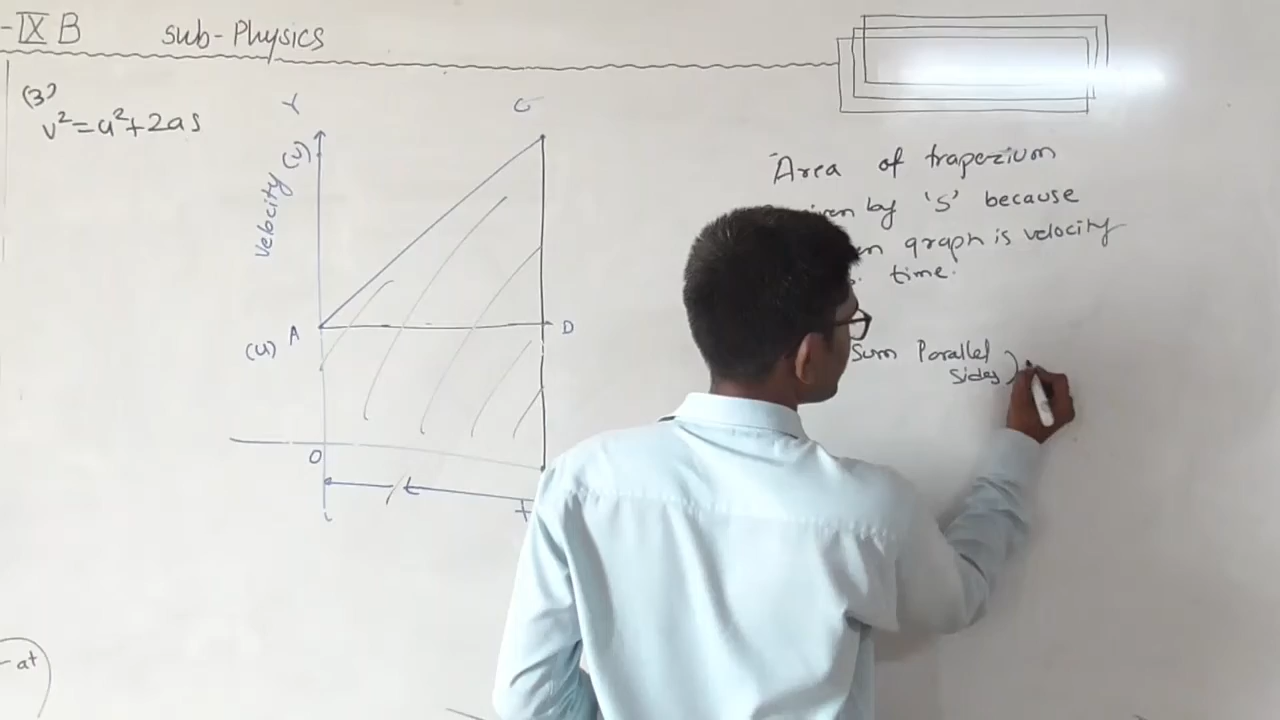 -IX B sub-Physics
(3)
v²=u²+2as
Y
C
Velocity (v)
A
D
(u)
O
t
Area of trapezium
by 'S' because
graph is velocity
time.
Sum Parallel
sides)
-at